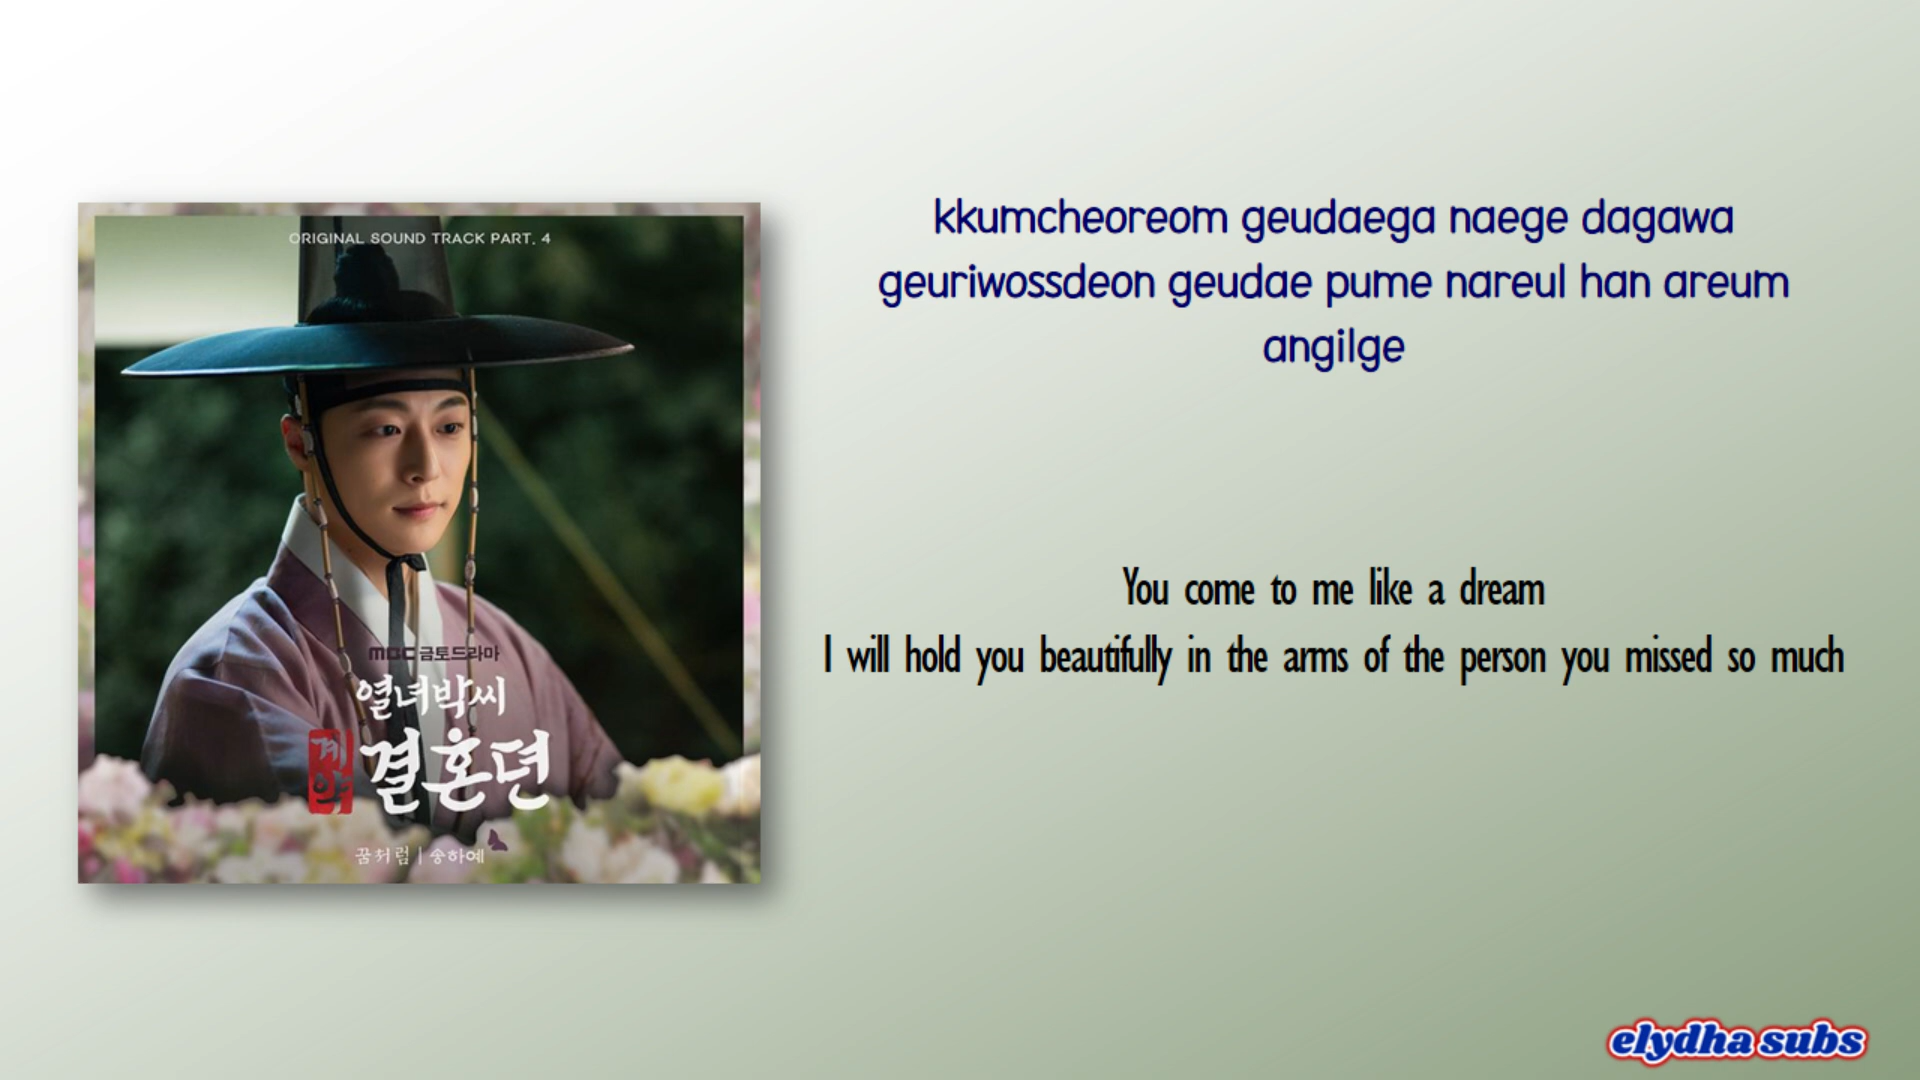 ORIGINAL SOUND TRACK PART. 4
MBC 금토드라마
열녀박씨
계약
결혼뎐
꿈처럼 | 송하예
kkumcheoreom geudaega naege dagawa
geuriwossdeon geudae pume nareul han areum
angilge
You come to me like a dream
I will hold you beautifully in the arms of the person you missed so much
elydha subs